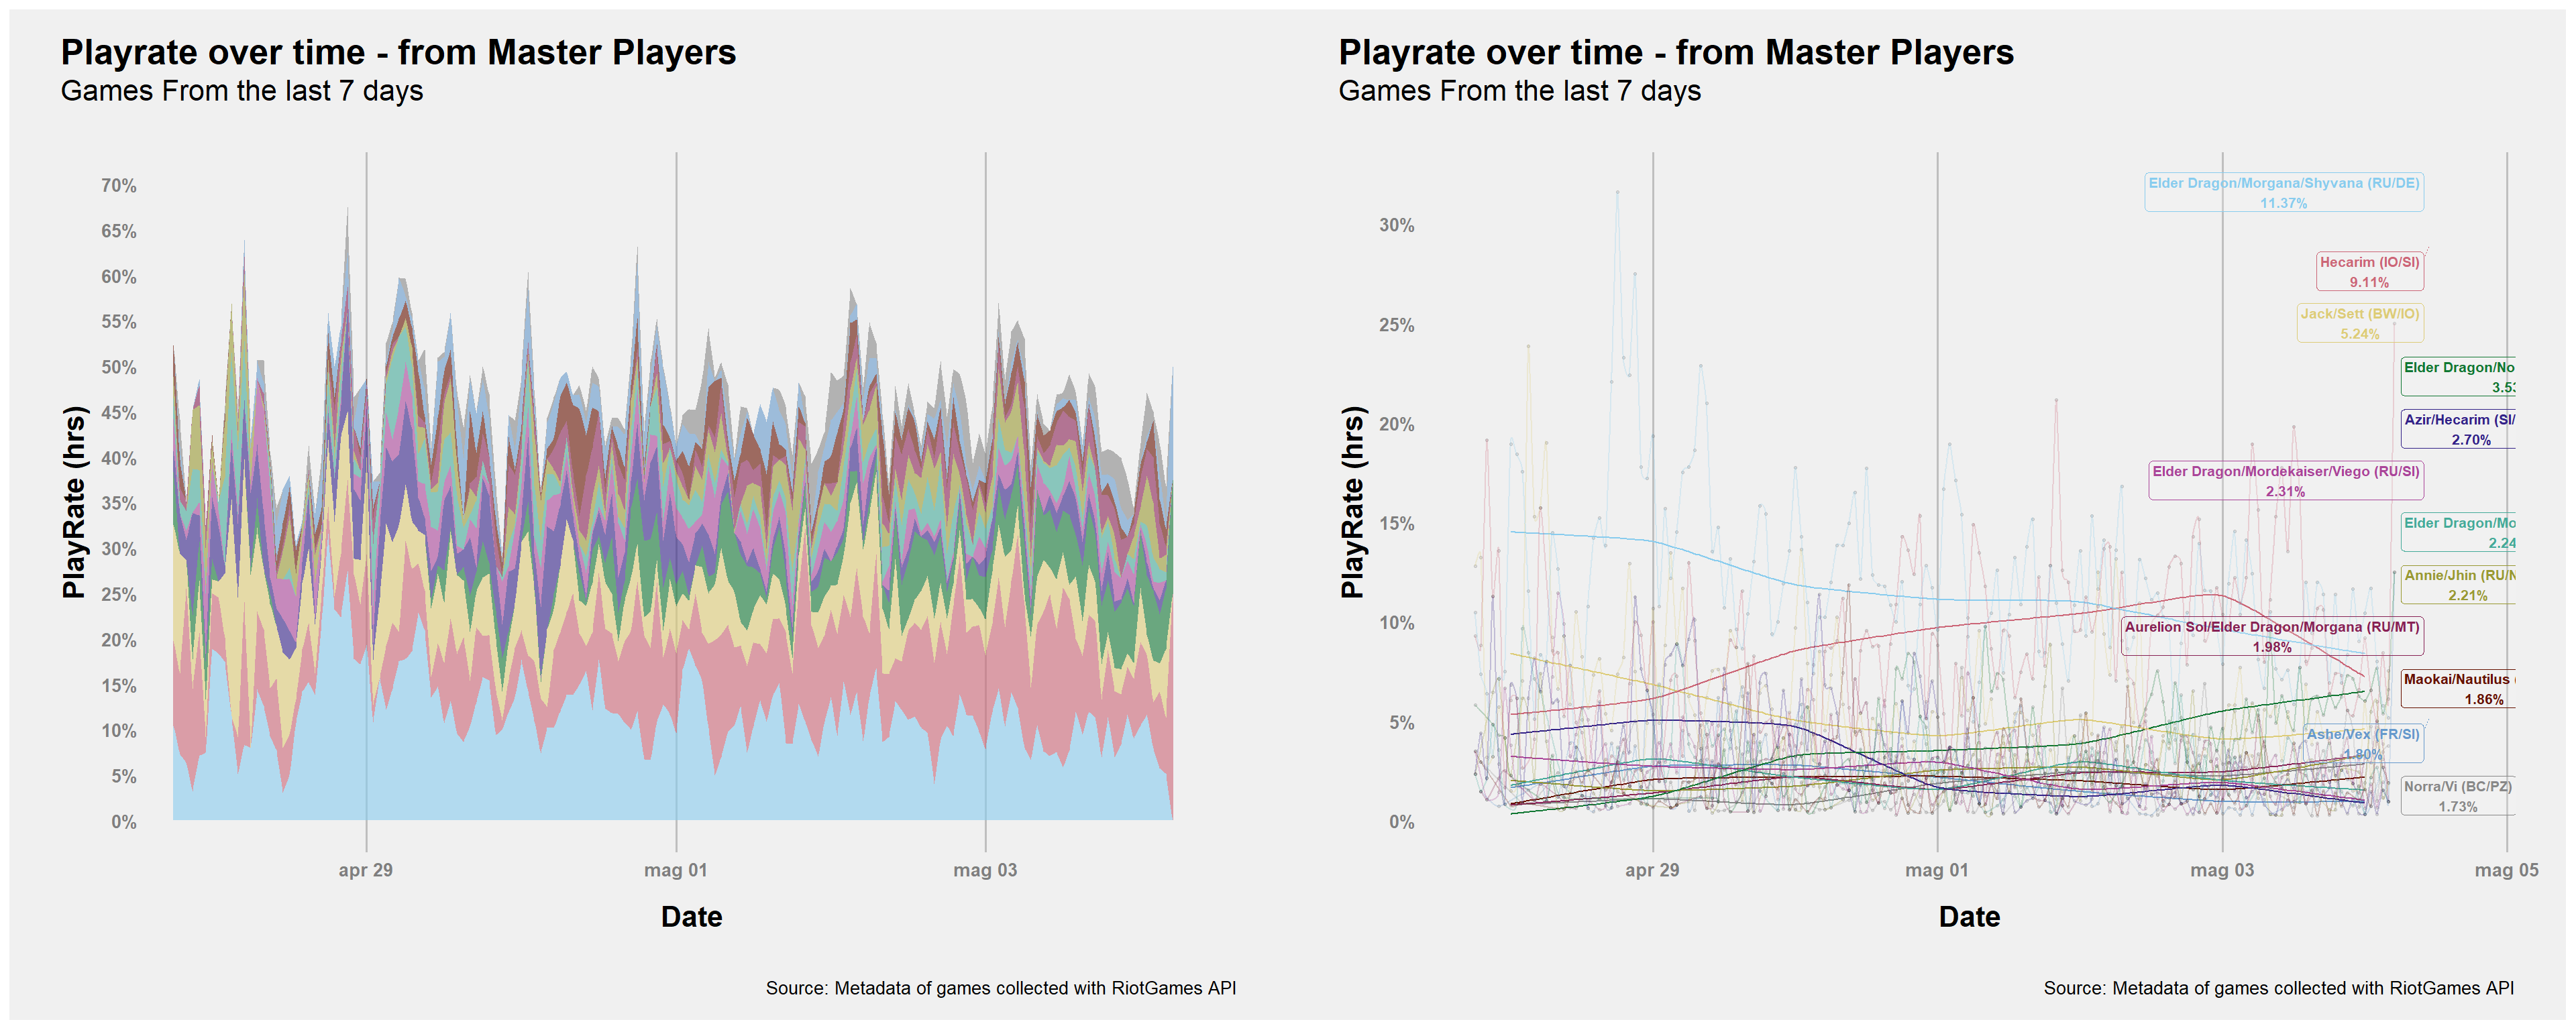 Playrate over time - from Master Players
Games From the last 7 days
70%
65%
60%
55%
50%
45%
40%
35%
30%
25%
20%
15%
10%
5%
0%
PlayRate (hrs)
apr 29
mag 01
mag 03
Date
Source: Metadata of games collected with RiotGames API
Playrate over time - from Master Players
Games From the last 7 days
30%
25%
20%
15%
10%
5%
0%
PlayRate (hrs)
Elder Dragon/Morgana/Shyvana (RU/DE)
11.37%
Hecarim (IO/SI)
9.11%
Jack/Sett (BW/IO)
5.24%
Elder Dragon/No
3.53
Azir/Hecarim (SI/
2.70%
Elder Dragon/Mordekaiser/Viego (RU/SI)
2.31%
Elder Dragon/Mo
2.24
Annie/Jhin (RU/N
2.21%
Aurelion Sol/Elder Dragon/Morgana (RU/MT)
1.98%
Maokai/Nautilus (
1.86%
Ashe/Vex (FR/SI)
1.80%
Norra/Vi (BC/PZ)
1.73%
apr 29
mag 01
mag 03
mag 05
Date
Source: Metadata of games collected with RiotGames API